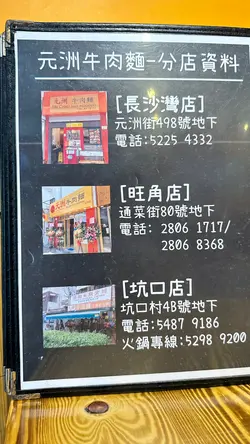 元洲牛肉麵-分店資料
[長沙灣店]
元洲街498號地下
電話:5225 4332
[旺角店]
通菜街80號地下
電話: 2806 1717/
2806 8368
[坑口店]
坑口村4B號地下
電話:5487 9186
火鍋專線:5298 9200